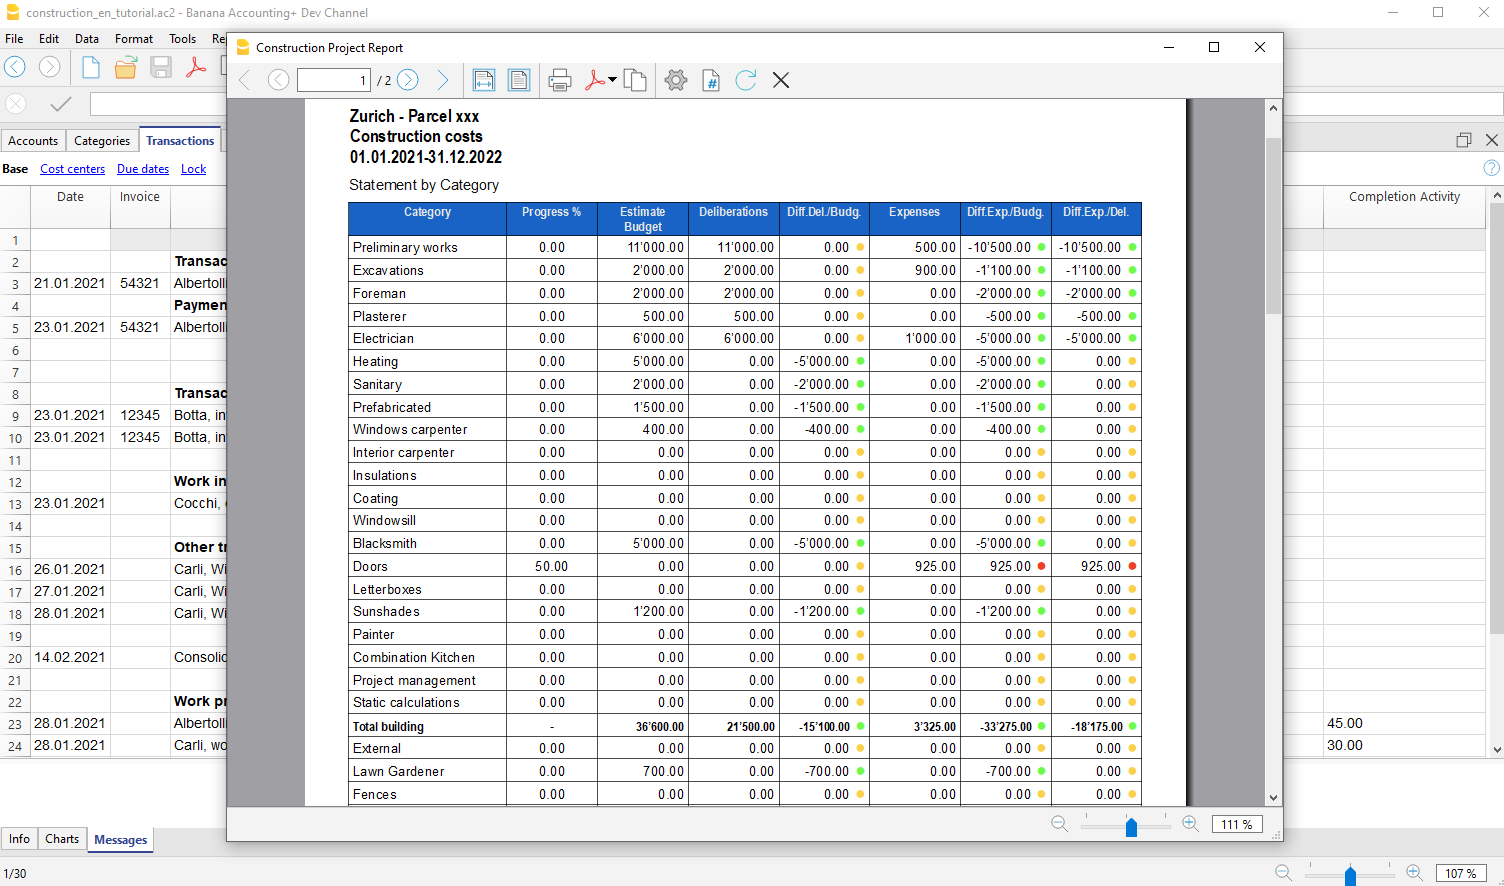 construction_en_tutorial.ac2 - Banana Accounting+ Dev Channel
File Edit Data Format Tools Re
Construction Project Report
1 / 2
Accounts Categories Transactions
Base Cost centers Due dates Lock
Date Invoice Completion Activity
1
2 Transac
3 21.01.2021 54321 Albertolli
4 Paymen
5 23.01.2021 54321 Albertolli
6
7
8 Transac
9 23.01.2021 12345 Botta, in
10 23.01.2021 12345 Botta, in
11
12 Work in
13 23.01.2021 Cocchi,
14
15 Other tr
16 26.01.2021 Carli, Wi
17 27.01.2021 Carli, Wi
18 28.01.2021 Carli, Wi
19
20 14.02.2021 Consolid
21
22 Work pr
23 28.01.2021 Albertolli 45.00
24 28.01.2021 Carli, wo 30.00
Zurich - Parcel xxx
Construction costs
01.01.2021-31.12.2022
Statement by Category
Category Progress % Estimate Budget Deliberations Diff.Del./Budg. Expenses Diff.Exp./Budg. Diff.Exp./Del.
Preliminary works 0.00 11'000.00 11'000.00 0.00 500.00 -10'500.00 -10'500.00
Excavations 0.00 2'000.00 2'000.00 0.00 900.00 -1'100.00 -1'100.00
Foreman 0.00 2'000.00 2'000.00 0.00 0.00 -2'000.00 -2'000.00
Plasterer 0.00 500.00 500.00 0.00 0.00 -500.00 -500.00
Electrician 0.00 6'000.00 6'000.00 0.00 1'000.00 -5'000.00 -5'000.00
Heating 0.00 5'000.00 0.00 -5'000.00 0.00 -5'000.00 0.00
Sanitary 0.00 2'000.00 0.00 -2'000.00 0.00 -2'000.00 0.00
Prefabricated 0.00 1'500.00 0.00 -1'500.00 0.00 -1'500.00 0.00
Windows carpenter 0.00 400.00 0.00 -400.00 0.00 -400.00 0.00
Interior carpenter 0.00 0.00 0.00 0.00 0.00 0.00 0.00
Insulations 0.00 0.00 0.00 0.00 0.00 0.00 0.00
Coating 0.00 0.00 0.00 0.00 0.00 0.00 0.00
Windowsill 0.00 0.00 0.00 0.00 0.00 0.00 0.00
Blacksmith 0.00 5'000.00 0.00 -5'000.00 0.00 -5'000.00 0.00
Doors 50.00 0.00 0.00 0.00 925.00 925.00 925.00
Letterboxes 0.00 0.00 0.00 0.00 0.00 0.00 0.00
Sunshades 0.00 1'200.00 0.00 -1'200.00 0.00 -1'200.00 0.00
Painter 0.00 0.00 0.00 0.00 0.00 0.00 0.00
Combination Kitchen 0.00 0.00 0.00 0.00 0.00 0.00 0.00
Project management 0.00 0.00 0.00 0.00 0.00 0.00 0.00
Static calculations 0.00 0.00 0.00 0.00 0.00 0.00 0.00
Total building - 36'600.00 21'500.00 -15'100.00 3'325.00 -33'275.00 -18'175.00
External 0.00 0.00 0.00 0.00 0.00 0.00 0.00
Lawn Gardener 0.00 700.00 0.00 -700.00 0.00 -700.00 0.00
Fences 0.00 0.00 0.00 0.00 0.00 0.00 0.00
111 %
Info Charts Messages
1/30
107 %